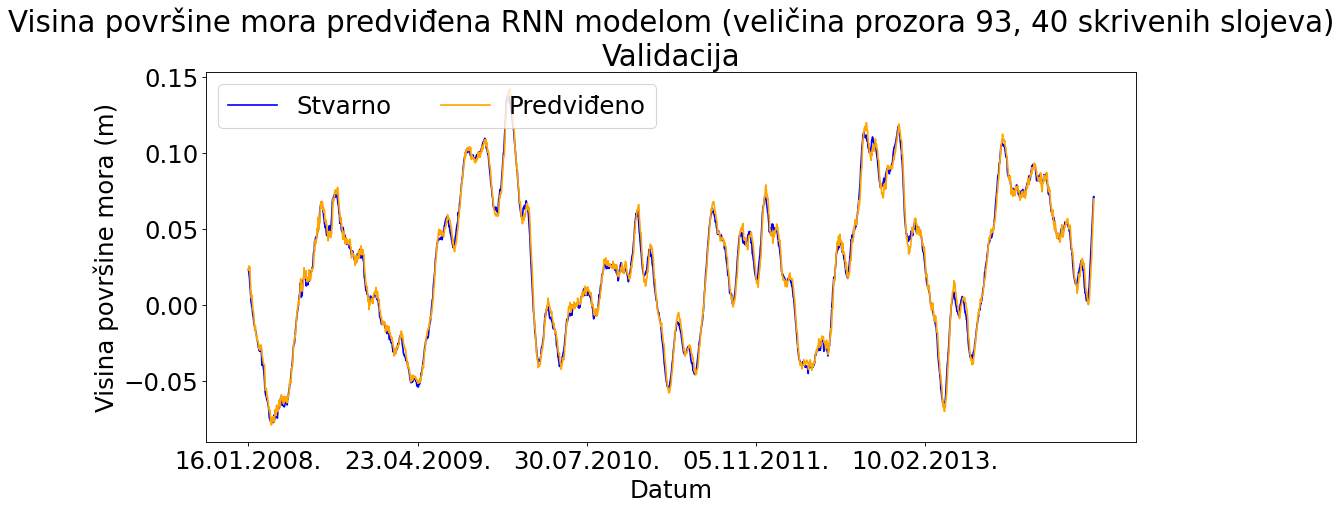 Visina površine mora predviđena RNN modelom (veličina prozora 93, 40 skrivenih slojeva)
Validacija
Stvarno
Predviđeno
Visina površine mora (m)
0.15
0.10
0.05
0.00
−0.05
16.01.2008.
23.04.2009.
30.07.2010.
05.11.2011.
10.02.2013.
Datum